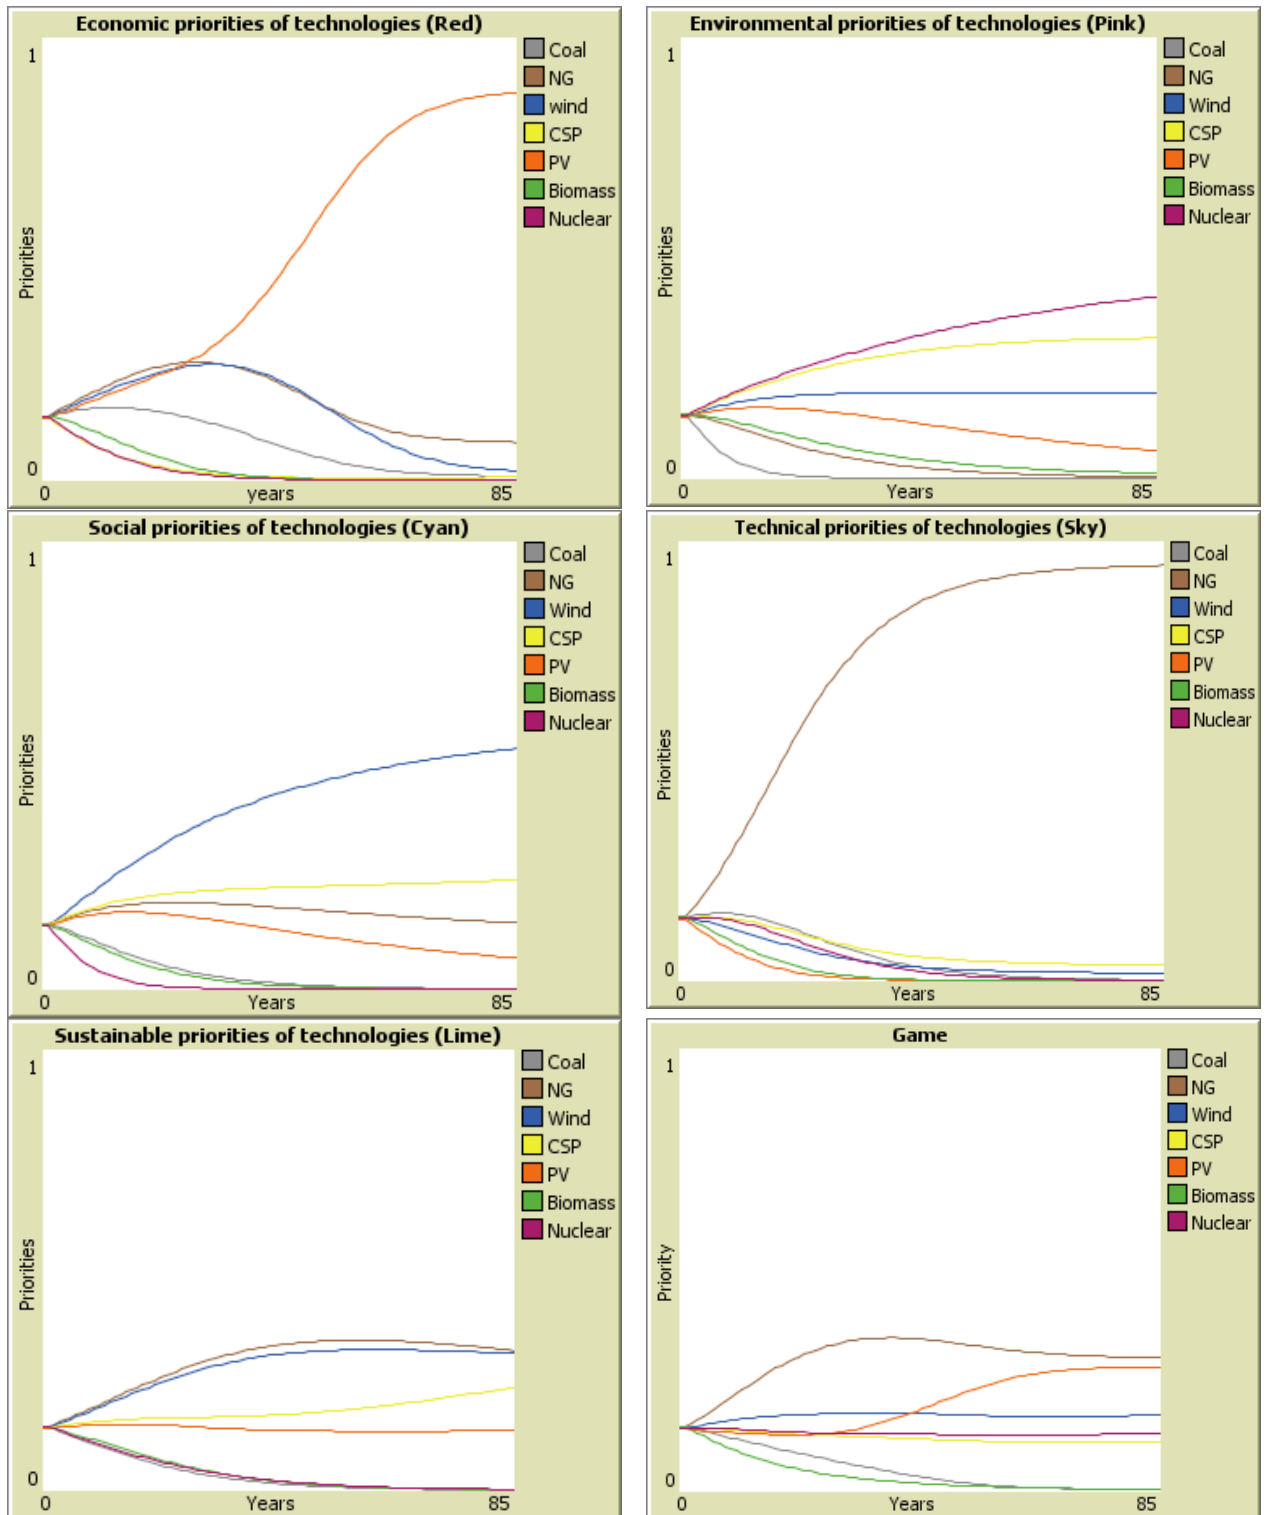 Economic priorities of technologies (Red)
1
Priorities
0
0
years
85
Coal
NG
wind
CSP
PV
Biomass
Nuclear
Environmental priorities of technologies (Pink)
1
Priorities
0
0
Years
85
Coal
NG
Wind
CSP
PV
Biomass
Nuclear
Social priorities of technologies (Cyan)
1
Priorities
0
0
Years
85
Coal
NG
Wind
CSP
PV
Biomass
Nuclear
Technical priorities of technologies (Sky)
1
Priorities
0
0
Years
85
Coal
NG
Wind
CSP
PV
Biomass
Nuclear
Sustainable priorities of technologies (Lime)
1
Priorities
0
0
Years
85
Coal
NG
Wind
CSP
PV
Biomass
Nuclear
Game
1
Priority
0
0
Years
85
Coal
NG
Wind
CSP
PV
Biomass
Nuclear